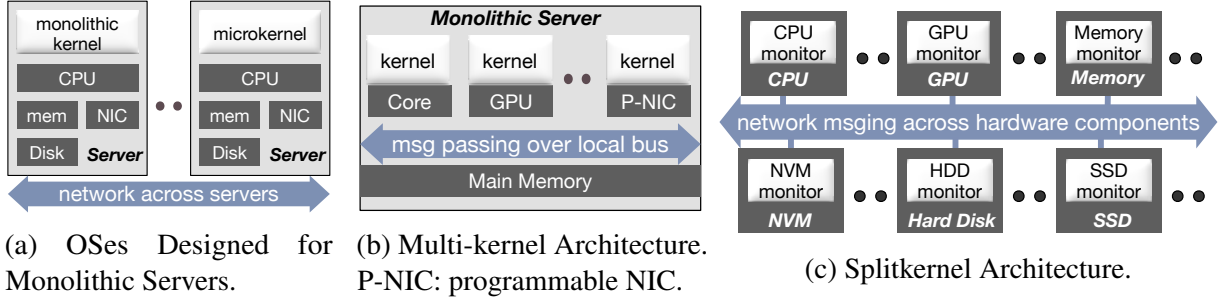 monolithic
kernel
CPU
mem NIC
Disk Server
microkernel
CPU
mem NIC
Disk Server
network across servers
(a) OSes Designed for
Monolithic Servers.
Monolithic Server
kernel kernel kernel
Core GPU P-NIC
msg passing over local bus
Main Memory
(b) Multi-kernel Architecture.
P-NIC: programmable NIC.
CPU
monitor
CPU
GPU
monitor
GPU
Memory
monitor
Memory
network msging across hardware components
NVM
monitor
NVM
HDD
monitor
Hard Disk
SSD
monitor
SSD
(c) Splitkernel Architecture.